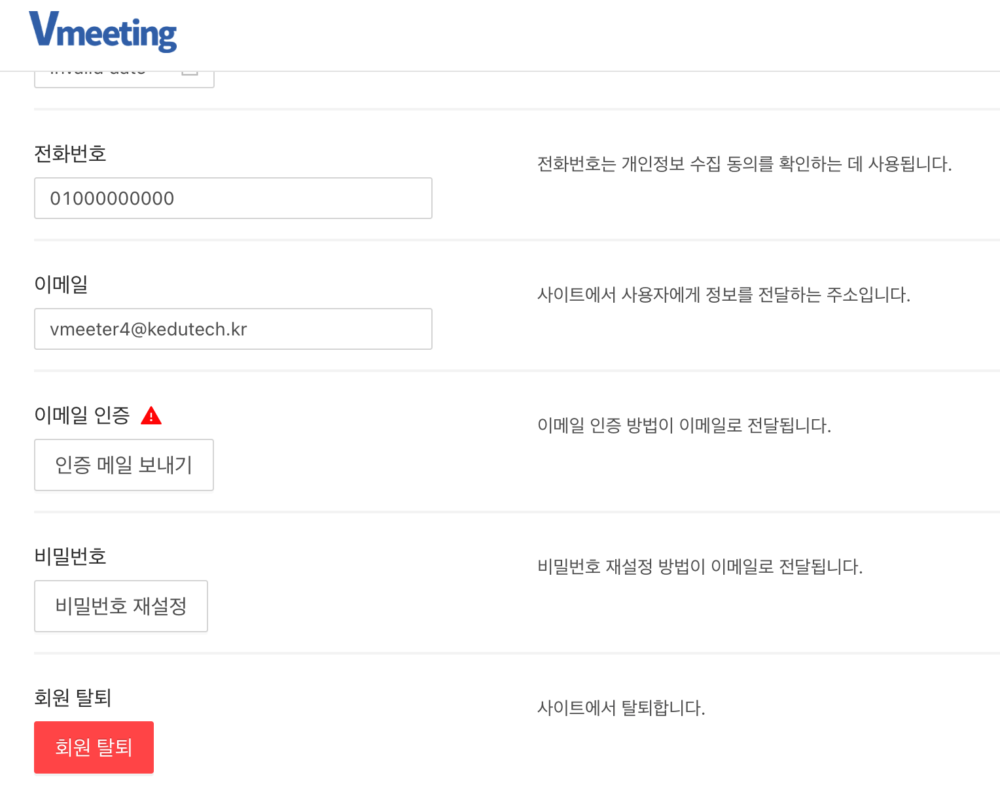 Vmeeting
전화번호
전화번호는 개인정보 수집 동의를 확인하는 데 사용됩니다.
01000000000
이메일
사이트에서 사용자에게 정보를 전달하는 주소입니다.
vmeeter4@kedutech.kr
이메일 인증
이메일 인증 방법이 이메일로 전달됩니다.
인증 메일 보내기
비밀번호
비밀번호 재설정 방법이 이메일로 전달됩니다.
비밀번호 재설정
회원 탈퇴
사이트에서 탈퇴합니다.
회원 탈퇴